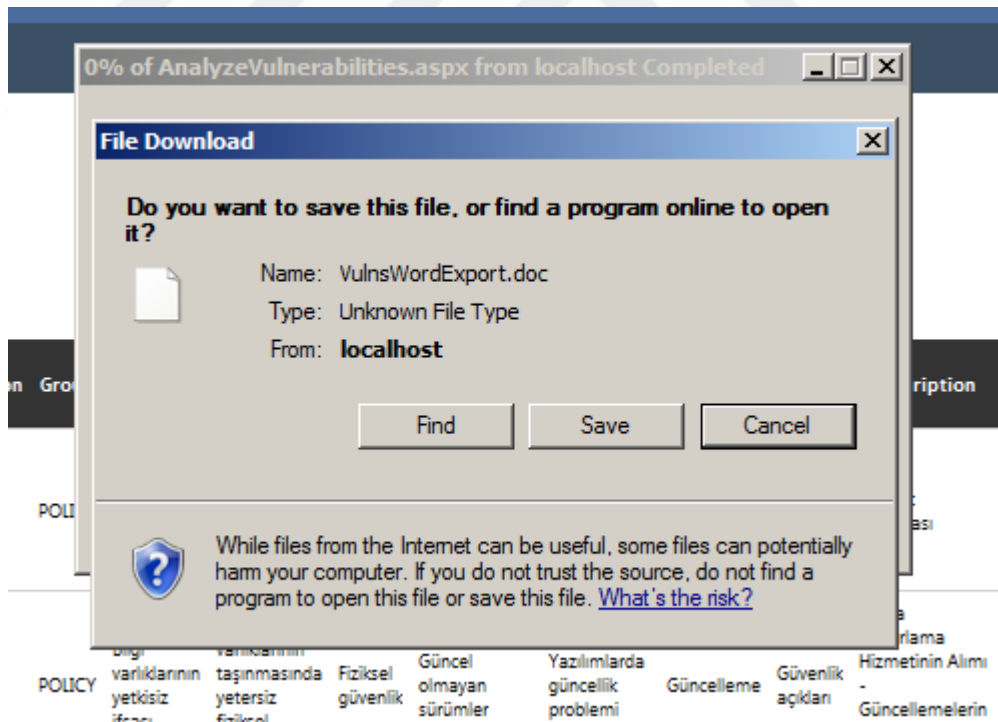 0% of AnalyzeVulnerabilities.aspx from localhost Completed
File Download
Do you want to save this file, or find a program online to open
it?
Name: VulnsWordExport.doc
Type: Unknown File Type
From: localhost
Find Save Cancel
While files from the Internet can be useful, some files can potentially
harm your computer. If you do not trust the source, do not find a
program to open this file or save this file. What's the risk?
POLICY
varlıklarının
yetkisiz
taşınmasında
yetersiz
fiziksel
Fiziksel
güvenlik
Güncel
olmayan
sürümler
Yazılımlarda
güncellik
problemi
Güncelleme
Güvenlik
açıkları
Hizmetinin Alımı
-
Güncellemelerin